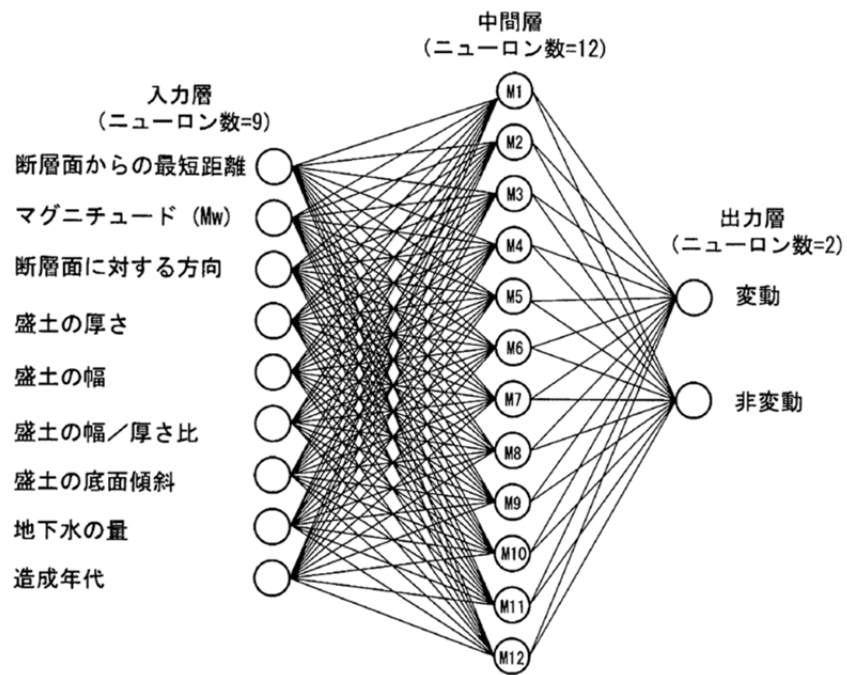 中間層
(ニューロン数=12)
入力層
(ニューロン数=9)
断層面からの最短距離
マグニチュード (Mw)
断層面に対する方向
盛土の厚さ
盛土の幅
盛土の幅／厚さ比
盛土の底面傾斜
地下水の量
造成年代
M1
M2
M3
M4
M5
M6
M7
M8
M9
M10
M11
M12
出力層
(ニューロン数=2)
変動
非変動